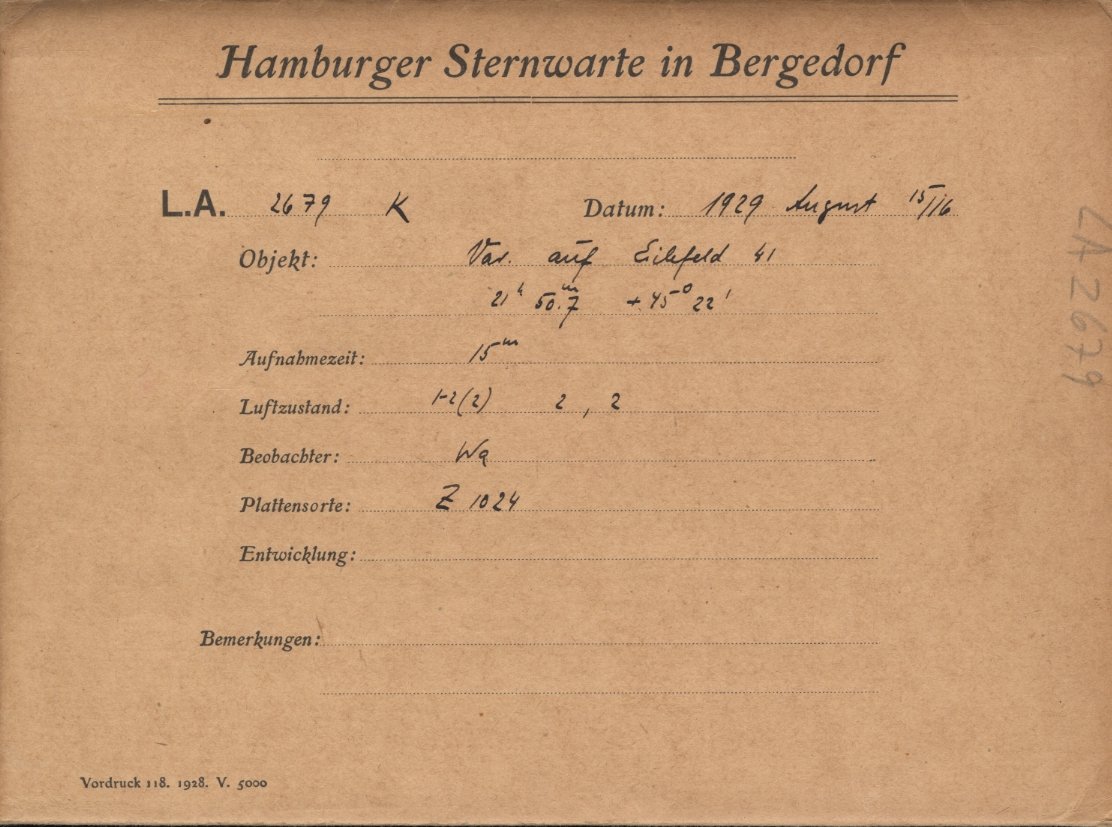 Hamburger Sternwarte in Bergedorf
L.A. 2679 K Datum: 1929 August 15/16
Objekt: Var. auf Eichfeld 41
21ʰ 50.ᵐ7 +45° 22'
Aufnahmezeit: 15ᵐ
Luftzustand: 1-2(2) 2, 2
Beobachter: Wa
Plattensorte: Z 1024
Entwicklung:
Bemerkungen:
Vordruck 118. 1928. V. 5000
LA 2679